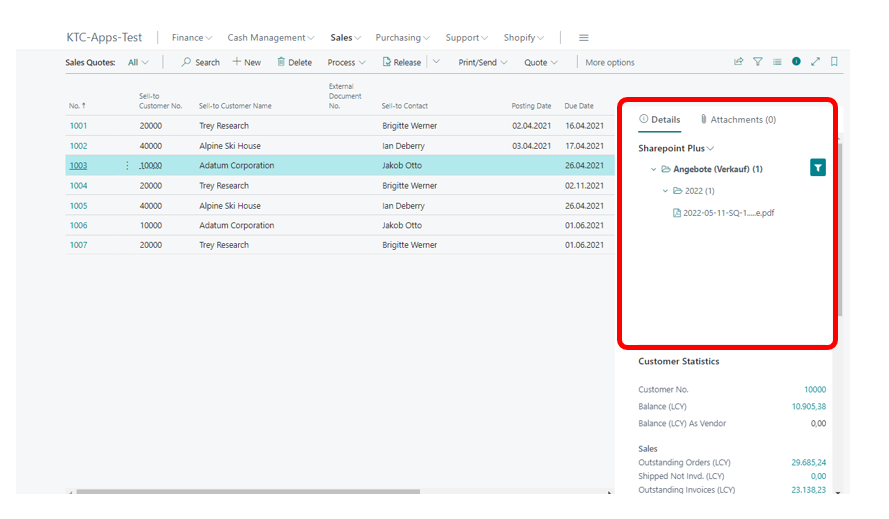 KTC-Apps-Test Finance Cash Management Sales Purchasing Support Shopify
Sales Quotes: All Search New Delete Process Release Print/Send Quote More options
No. ↑ Sell-to Customer No. Sell-to Customer Name External Document No. Sell-to Contact Posting Date Due Date
1001 20000 Trey Research Brigitte Werner 02.04.2021 16.04.2021
1002 40000 Alpine Ski House Ian Deberry 03.04.2021 17.04.2021
1003 10000 Adatum Corporation Jakob Otto 26.04.2021
1004 20000 Trey Research Brigitte Werner 02.11.2021
1005 40000 Alpine Ski House Ian Deberry 26.04.2021
1006 10000 Adatum Corporation Jakob Otto 01.06.2021
1007 20000 Trey Research Brigitte Werner 01.06.2021
Details Attachments (0)
Sharepoint Plus
Angebote (Verkauf) (1)
2022 (1)
2022-05-11-SQ-1.....e.pdf
Customer Statistics
Customer No. 10000
Balance (LCY) 10.905,38
Balance (LCY) As Vendor 0,00
Sales
Outstanding Orders (LCY) 29.685,24
Shipped Not Invd. (LCY) 0,00
Outstanding Invoices (LCY) 23.138,23